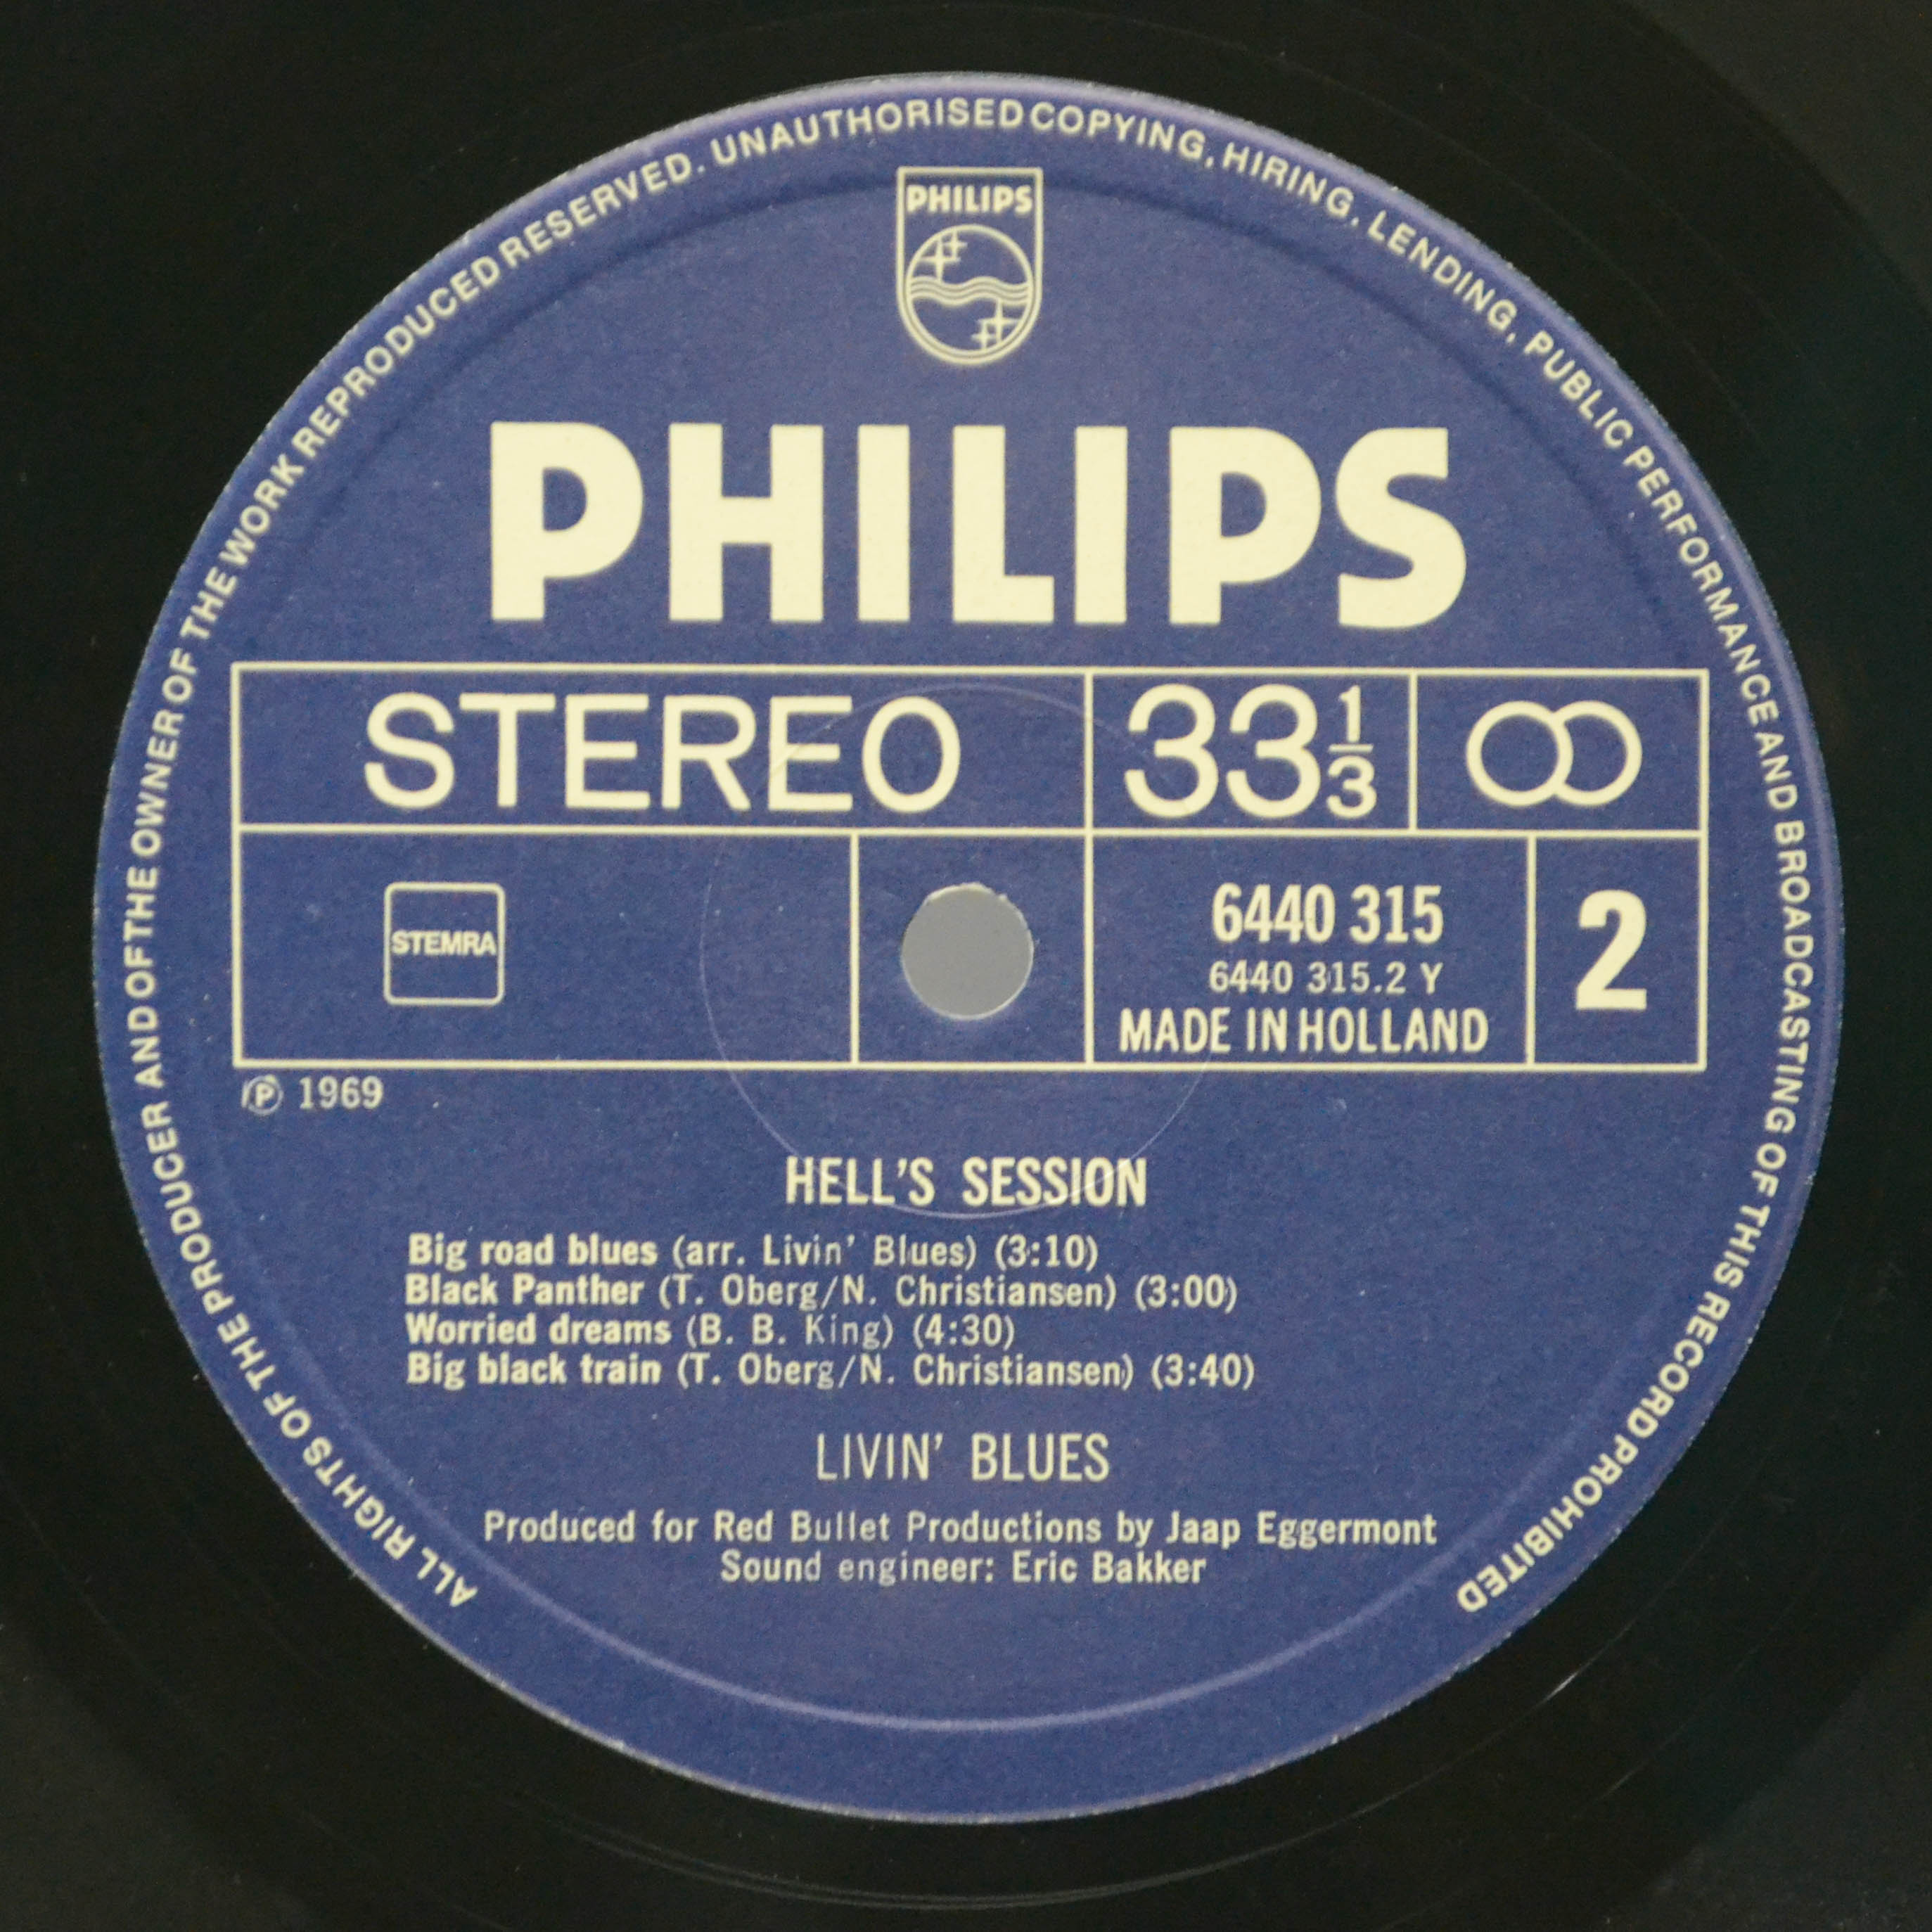 ALL RIGHTS OF THE PRODUCER AND OF THE OWNER OF THE WORK REPRODUCED RESERVED. UNAUTHORISED COPYING, HIRING, LENDING, PUBLIC PERFORMANCE AND BROADCASTING OF THIS RECORD PROHIBITED
PHILIPS
PHILIPS
STEREO 33 1/3
STEMRA
6440 315 2
6440 315.2 Y
MADE IN HOLLAND
℗ 1969
HELL'S SESSION
Big road blues (arr. Livin' Blues) (3:10)
Black Panther (T. Oberg/N. Christiansen) (3:00)
Worried dreams (B. B. King) (4:30)
Big black train (T. Oberg/N. Christiansen) (3:40)
LIVIN' BLUES
Produced for Red Bullet Productions by Jaap Eggermont
Sound engineer: Eric Bakker